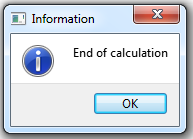 Information
End of calculation
OK